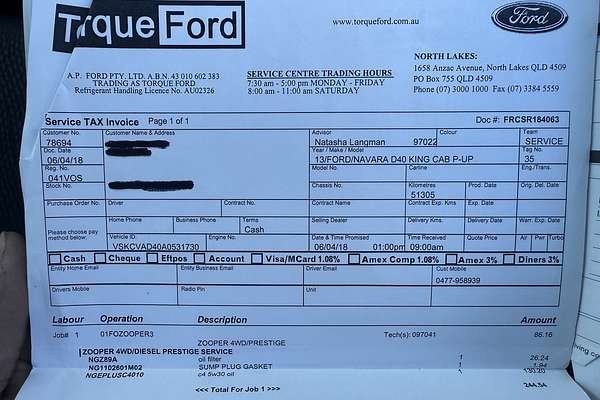 Torque Ford
www.torqueford.com.au
Ford
A.P. FORD PTY. LTD. A.B.N. 43 010 602 383
TRADING AS TORQUE FORD
Refrigerant Handling Licence No. AU02326
SERVICE CENTRE TRADING HOURS
7:30 am - 5:00 pm MONDAY - FRIDAY
8:00 am - 11:00 am SATURDAY
NORTH LAKES:
1658 Anzac Avenue, North Lakes QLD 4509
PO Box 755 QLD 4509
Phone (07) 3000 1000 Fax (07) 3384 5559
Service TAX Invoice Page 1 of 1 Doc #: FRCSR184063
Customer No. Customer Name & Address Advisor Colour Team
78694 Natasha Langman 97022 SERVICE
Doc. Date Year / Make / Model Tag No.
06/04/18 13/FORD/NAVARA D40 KING CAB P-UP 35
Reg. No. Model No. Carline Eng./Trans.
041VOS
Stock No. Chassis No. Kilometres Prod. Date Orig. Del. Date
51305
Purchase Order No. Driver Contract No. Contract Name Contract Exp. Kms Exp. Date
Please choose pay method below: Home Phone Business Phone Terms Selling Dealer Delivery Kms. Delivery Date Warr. Exp. Date
Cash
Vehicle ID Engine No. Date & Time Promised Time Received Quote Price Air Pwr Turbo
VSKCVAD40A0531730 06/04/18 01:00pm 09:00am
Cash Cheque Eftpos Account Visa/MCard 1.08% Amex Comp 1.08% Amex 3% Diners 3%
Entity Home Email Entity Business Email Driver Email Cust Mobile
0477-958939
Drivers Mobile Radio Pin Unit
Labour Operation Description Amount
Job# 1 01FOZOOPER3 Tech(s):097041 86.16
ZOOPER 4WD/DIESEL
ZOOPER 4WD/DIESEL PRESTIGE SERVICE
NGZ89A oil filter 1 26.24
NG1102601M02 SUMP PLUG GASKET 1 1.94
NGEPLUSC4010 c4 5w30 oil 1 130.20
<<< Total For Job 1 >>> 244.54